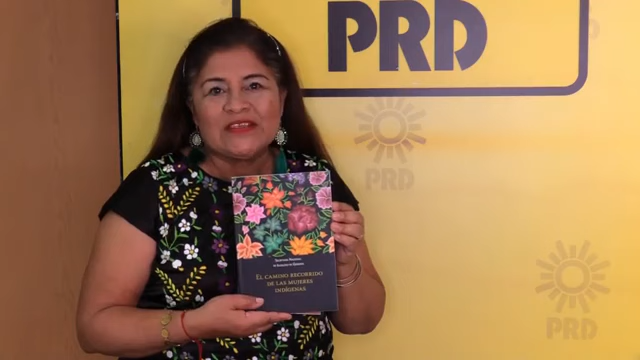 PRD
PRD
El camino recorrido
de las mujeres
indígenas
PRD